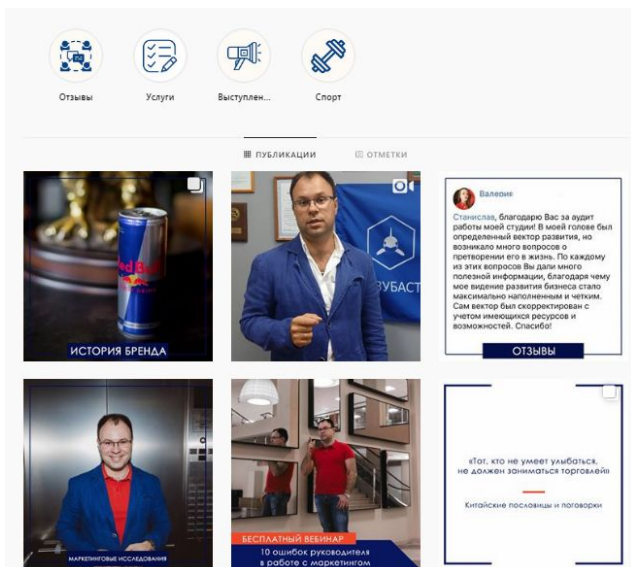 Отзывы
Услуги
Выступлен...
Спорт
ПУБЛИКАЦИИ
ОТМЕТКИ
Red Bull
ИСТОРИЯ БРЕНДА
ЗУБАСТ
Валерия
Станислав, благодарю Вас за аудит
работы моей студии! В моей голове был
определенный вектор развития, но
возникало много вопросов о
претворении его в жизнь. По каждому
из этих вопросов Вы дали много
полезной информации, благодаря чему
мое видение развития бизнеса стало
максимально наполненным и четким.
Сам вектор был скорректирован с
учетом имеющихся ресурсов и
возможностей. Спасибо!
ОТЗЫВЫ
МАРКЕТИНГОВЫЕ ИССЛЕДОВАНИЯ
БЕСПЛАТНЫЙ ВЕБИНАР
10 ошибок руководителя
в работе с маркетингом
«Тот, кто не умеет улыбаться,
не должен заниматься торговлей»
Китайские пословицы и поговорки